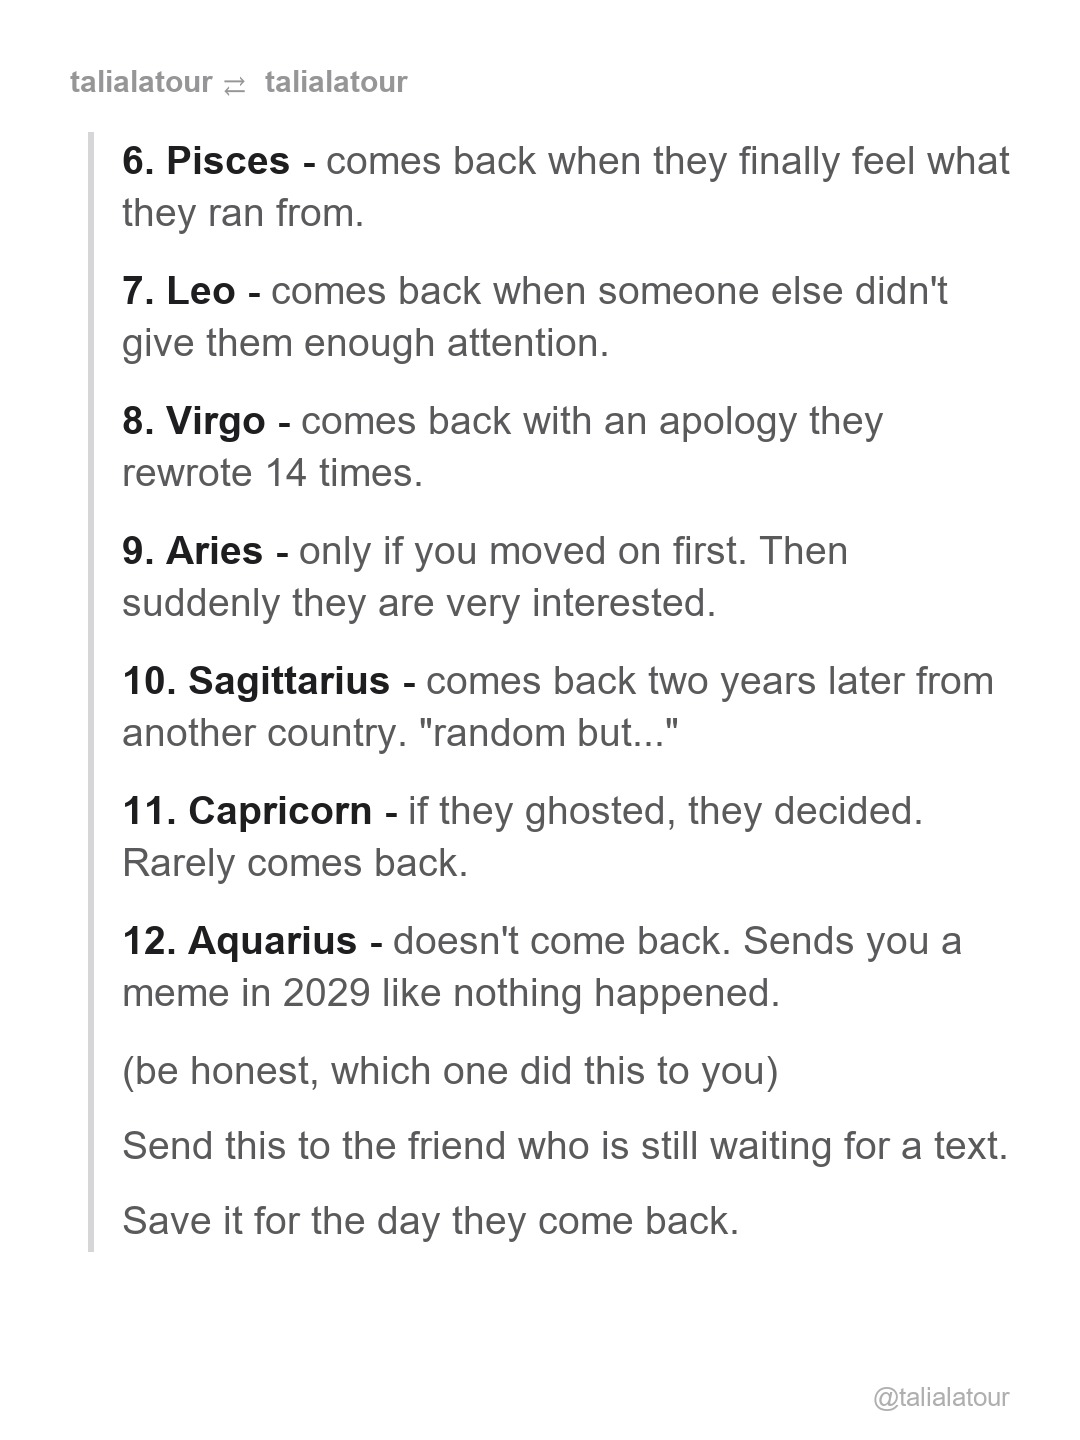 talialatour ⇄ talialatour
6. Pisces - comes back when they finally feel what
they ran from.
7. Leo - comes back when someone else didn't
give them enough attention.
8. Virgo - comes back with an apology they
rewrote 14 times.
9. Aries - only if you moved on first. Then
suddenly they are very interested.
10. Sagittarius - comes back two years later from
another country. "random but..."
11. Capricorn - if they ghosted, they decided.
Rarely comes back.
12. Aquarius - doesn't come back. Sends you a
meme in 2029 like nothing happened.
(be honest, which one did this to you)
Send this to the friend who is still waiting for a text.
Save it for the day they come back.
@talialatour